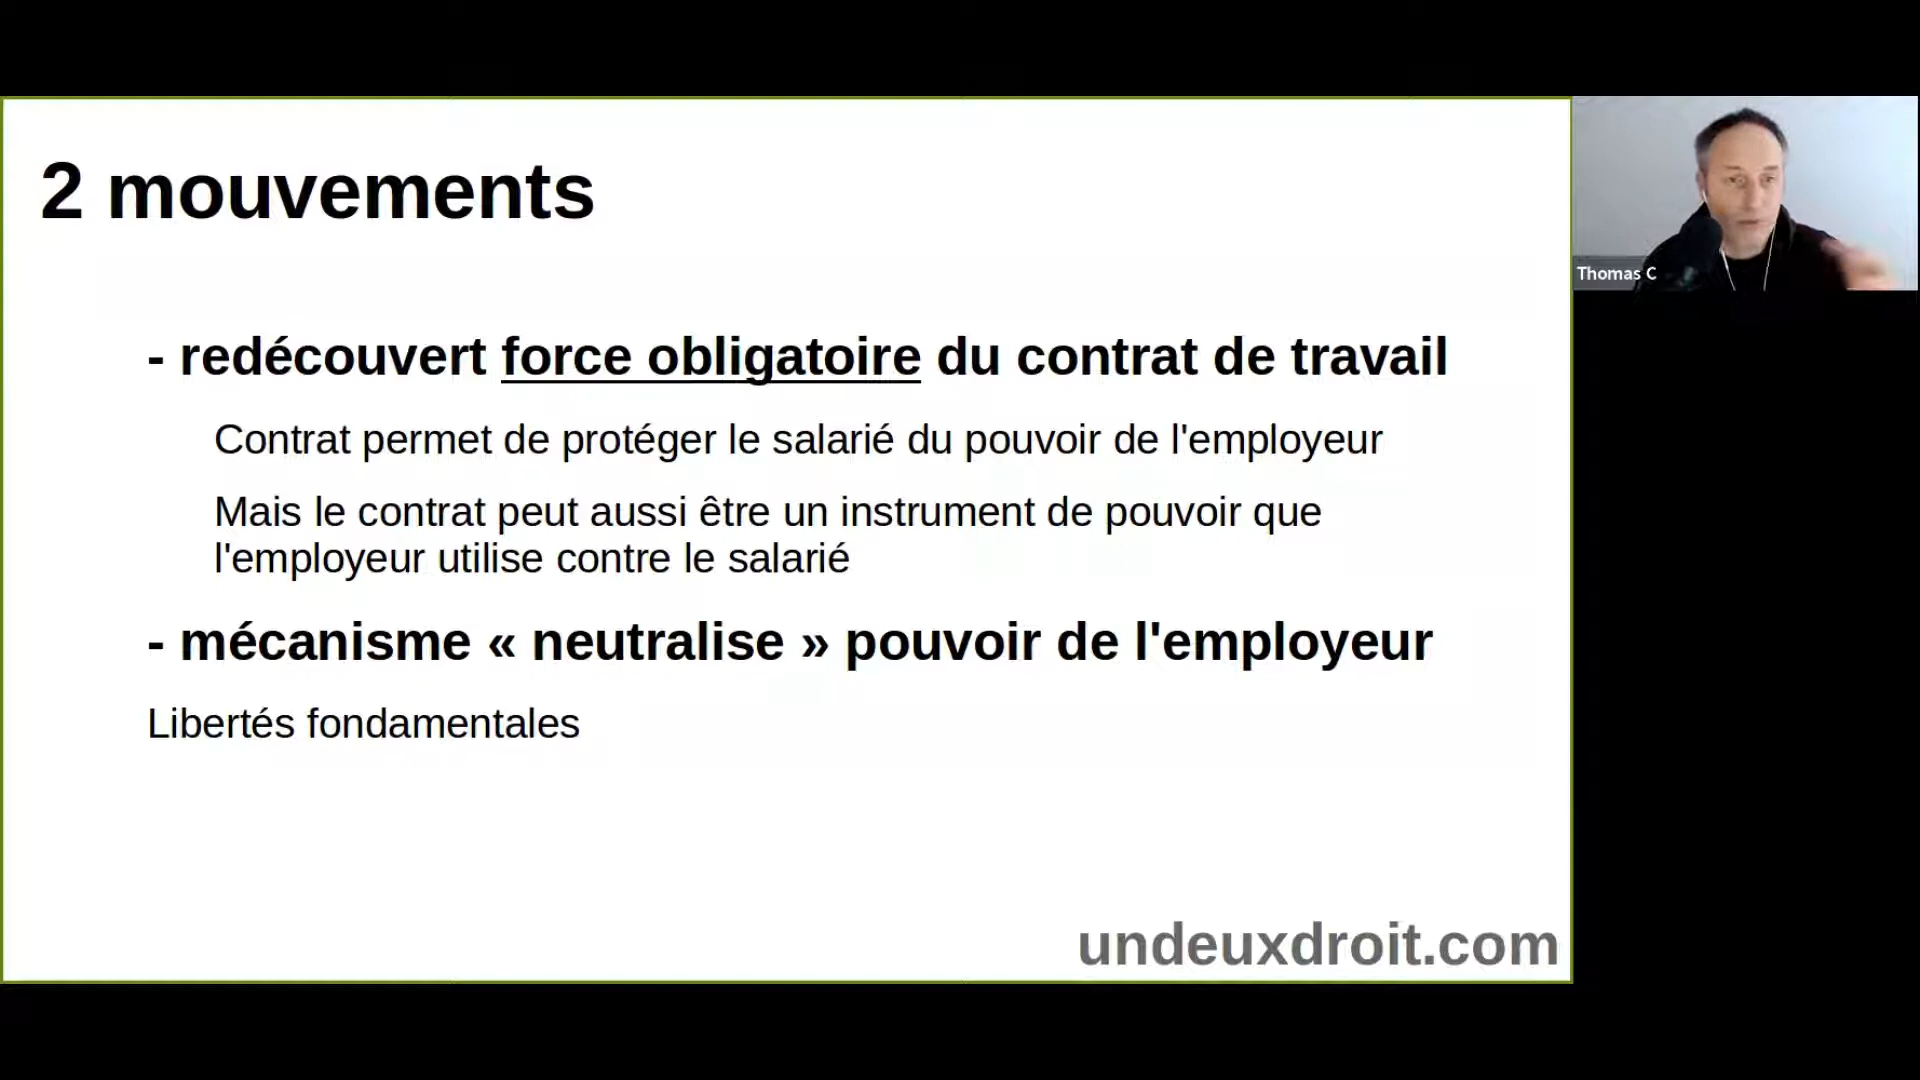 2 mouvements
- redécouvert force obligatoire du contrat de travail
Contrat permet de protéger le salarié du pouvoir de l'employeur
Mais le contrat peut aussi être un instrument de pouvoir que
l'employeur utilise contre le salarié
- mécanisme « neutralise » pouvoir de l'employeur
Libertés fondamentales
undeuxdroit.com
Thomas C